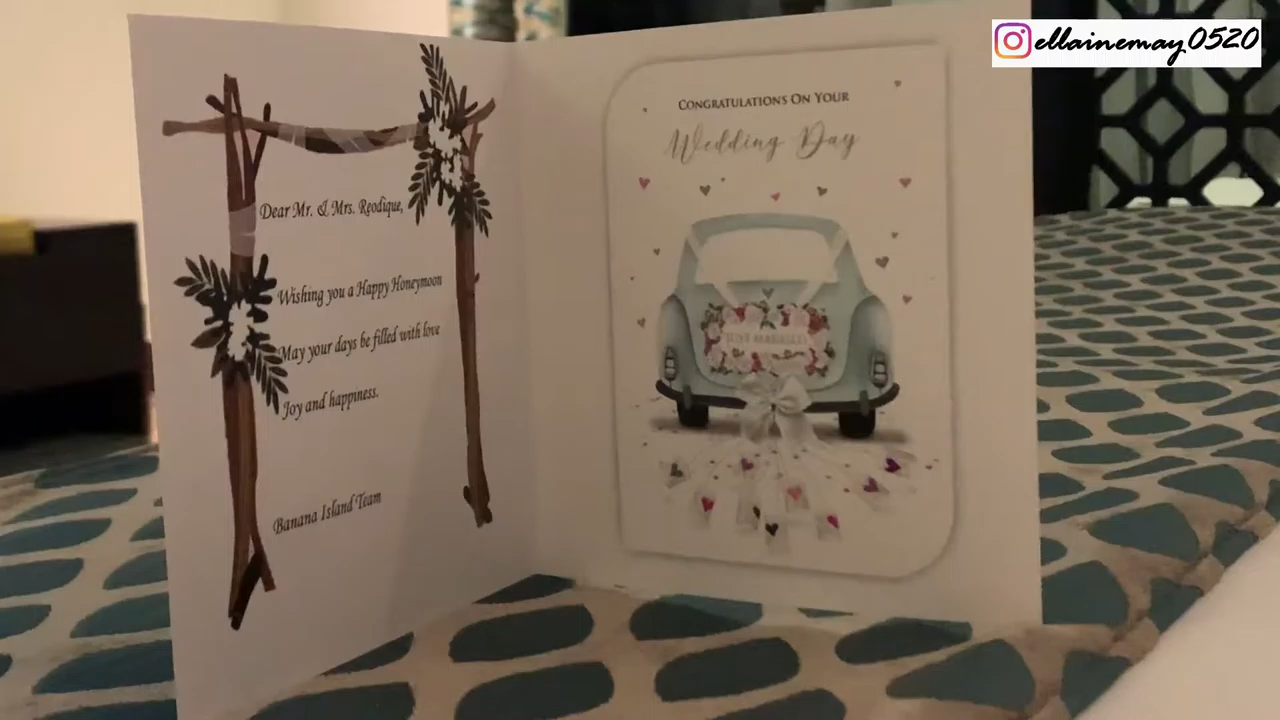 ellainemay0520
Dear Mr. & Mrs. Reodique,
Wishing you a Happy Honeymoon
May your days be filled with love
Joy and happiness.
Banana Island Team
CONGRATULATIONS ON YOUR
Wedding Day
JUST MARRIED